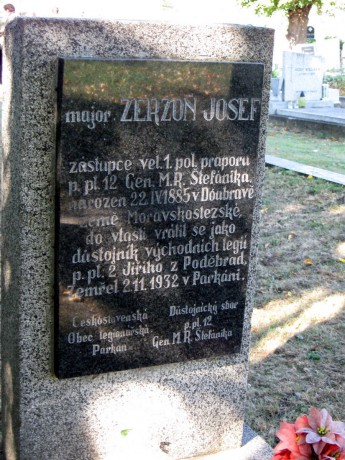 major ZERZOŇ JOSEF
zástupce vel. 1. pol. praporu
p. pl. 12 Gen. M. R. Štefánika,
narozen 22.IV.1885 v Doubravě
země Moravskoslezské,
do vlasti vrátil se jako
důstojník východních legií
p. pl. 2 Jiřího z Poděbrad,
Zemřel 2.11.1932 v Parkáni.
Československá
Obec legionářská
Parkan
Důstojnický sbor
p. pl. 12
Gen. M. R. Štefánika